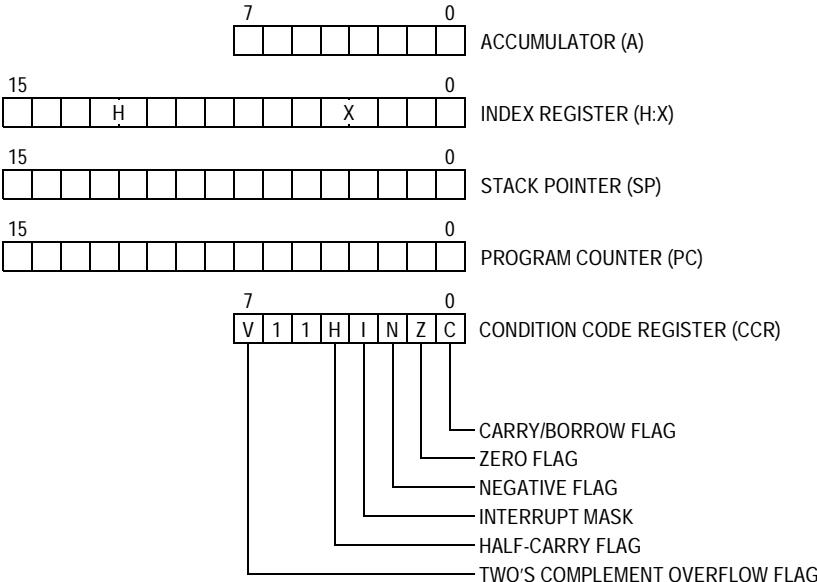 7 0
ACCUMULATOR (A)
15 0
H X INDEX REGISTER (H:X)
15 0
STACK POINTER (SP)
15 0
PROGRAM COUNTER (PC)
7 0
V 1 1 H I N Z C CONDITION CODE REGISTER (CCR)
CARRY/BORROW FLAG
ZERO FLAG
NEGATIVE FLAG
INTERRUPT MASK
HALF-CARRY FLAG
TWO'S COMPLEMENT OVERFLOW FLAG